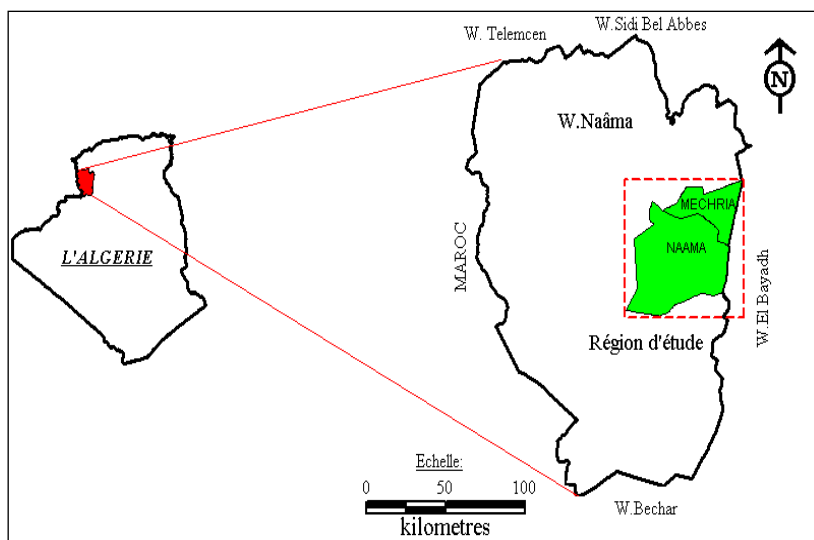 W. Telemcen
W.Sidi Bel Abbes
N
W.Naâma
MECHRIA
NAAMA
L'ALGERIE
MAROC
W.El Bayadh
Région d'étude
Echelle:
0 50 100
kilometres
W.Bechar